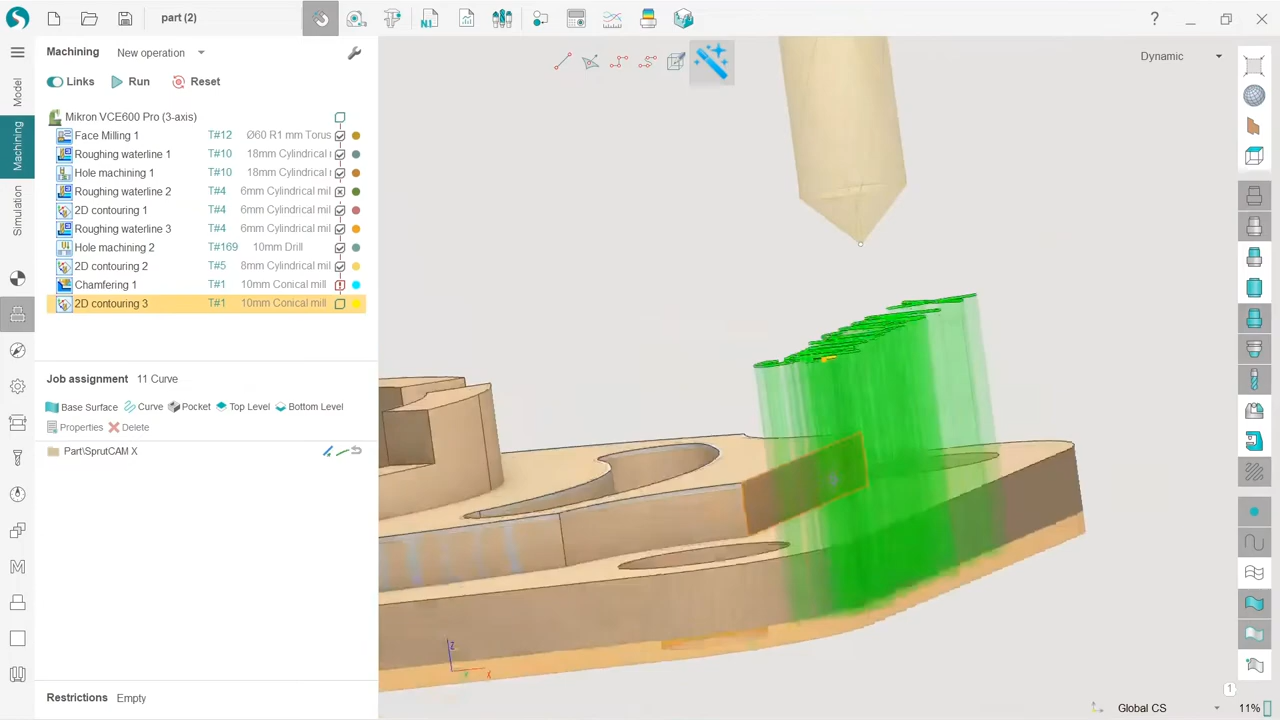 part (2)
Machining
New operation
Dynamic
Links
Run
Reset
Model
Machining
Simulation
Mikron VCE600 Pro (3-axis)
Face Milling 1 T#12 Ø60 R1 mm Torus
Roughing waterline 1 T#10 18mm Cylindrical
Hole machining 1 T#10 18mm Cylindrical
Roughing waterline 2 T#4 6mm Cylindrical mil
2D contouring 1 T#4 6mm Cylindrical mil
Roughing waterline 3 T#4 6mm Cylindrical mil
Hole machining 2 T#169 10mm Drill
2D contouring 2 T#5 8mm Cylindrical mil
Chamfering 1 T#1 10mm Conical mill
2D contouring 3 T#1 10mm Conical mill
Job assignment 11 Curve
Base Surface Curve Pocket Top Level Bottom Level
Properties Delete
Part\SprutCAM X
Restrictions Empty
Z
Y
X
1
Global CS
11%